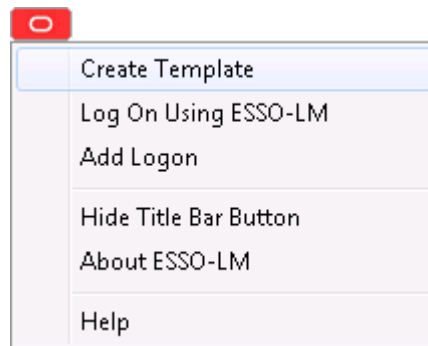 Create Template
Log On Using ESSO-LM
Add Logon
Hide Title Bar Button
About ESSO-LM
Help